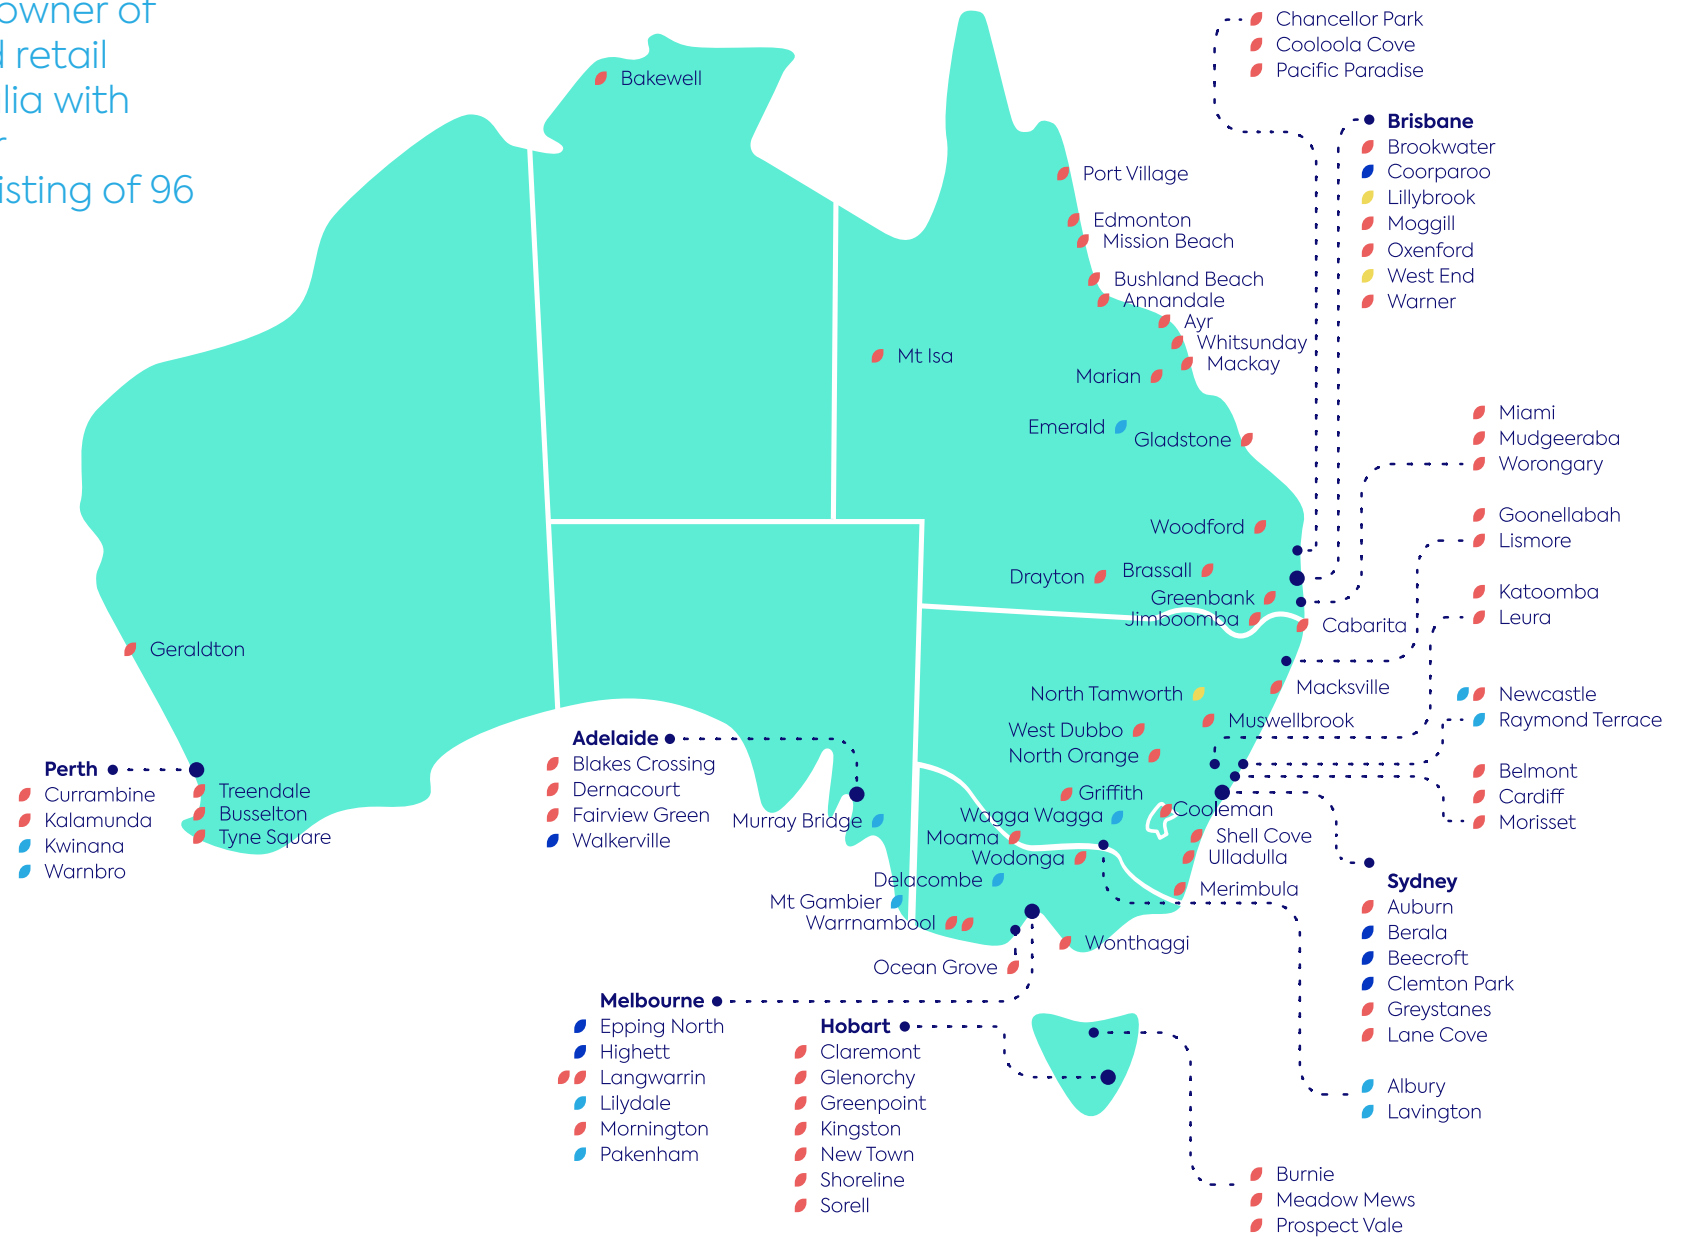 owner of
retail
lia with
isting of 96
Chancellor Park
Cooloola Cove
Pacific Paradise
Bakewell
Brisbane
Brookwater
Coorparoo
Lillybrook
Moggill
Oxenford
West End
Warner
Port Village
Edmonton
Mission Beach
Bushland Beach
Annandale
Ayr
Whitsunday
Mackay
Mt Isa
Marian
Emerald
Gladstone
Miami
Mudgeeraba
Worongary
Goonellabah
Lismore
Woodford
Drayton
Brassall
Greenbank
Jimboomba
Cabarita
Katoomba
Leura
Geraldton
North Tamworth
Macksville
Newcastle
Raymond Terrace
Muswellbrook
West Dubbo
North Orange
Belmont
Cardiff
Morisset
Perth
Currambine
Kalamunda
Kwinana
Warnbro
Treendale
Busselton
Tyne Square
Adelaide
Blakes Crossing
Dernacourt
Fairview Green
Walkerville
Murray Bridge
Griffith
Wagga Wagga
Cooleman
Moama
Shell Cove
Wodonga
Ulladulla
Delacombe
Merimbula
Mt Gambier
Warrnambool
Wonthaggi
Ocean Grove
Sydney
Auburn
Berala
Beecroft
Clemton Park
Greystanes
Lane Cove
Albury
Lavington
Melbourne
Epping North
Highett
Langwarrin
Lilydale
Mornington
Pakenham
Hobart
Claremont
Glenorchy
Greenpoint
Kingston
New Town
Shoreline
Sorell
Burnie
Meadow Mews
Prospect Vale